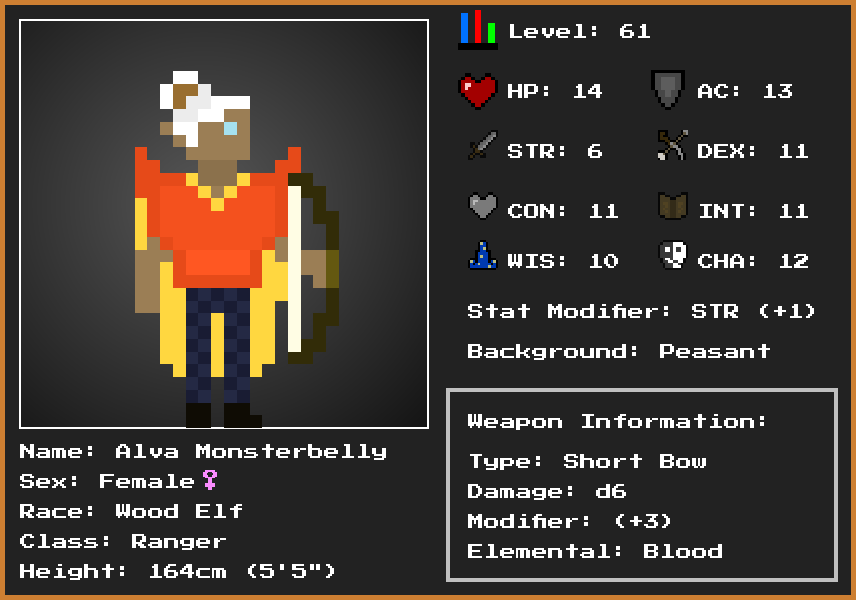 Level: 61
HP: 14 AC: 13
STR: 6 DEX: 11
CON: 11 INT: 11
WIS: 10 CHA: 12
Stat Modifier: STR (+1)
Background: Peasant
Weapon Information:
Type: Short Bow
Damage: d6
Modifier: (+3)
Elemental: Blood
Name: Alva Monsterbelly
Sex: Female♀
Race: Wood Elf
Class: Ranger
Height: 164cm (5'5")